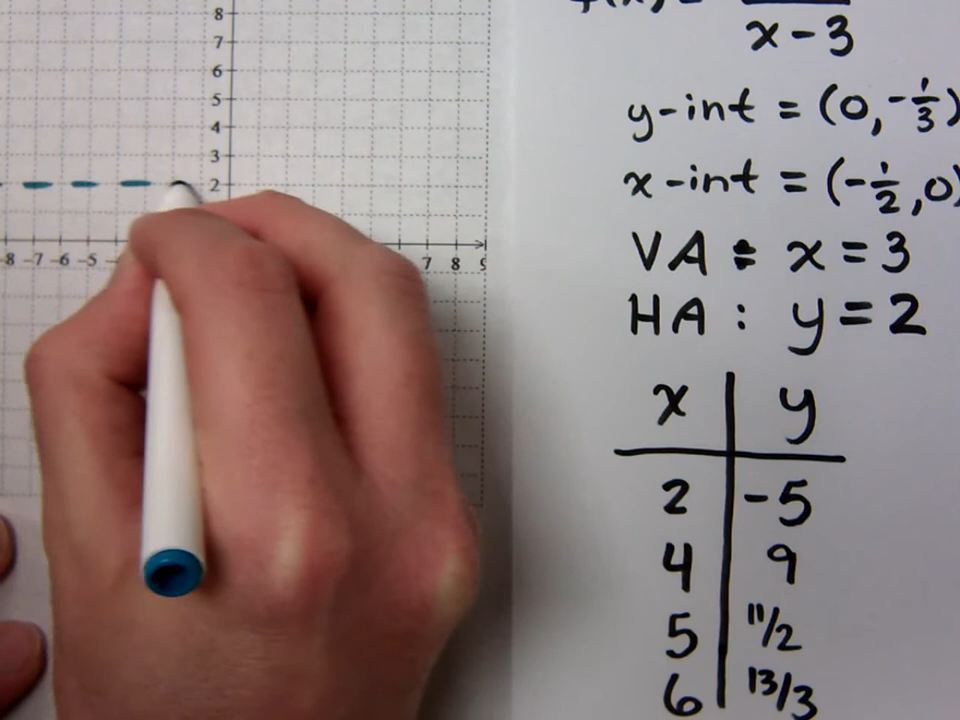 f(x) =
x-3
y-int = (0, -1/3)
x-int = (-1/2, 0)
VA : x = 3
HA : y = 2
x y
2 -5
4 9
5 11/2
6 13/3
8
7
6
5
4
3
2
-8 -7 -6 -5 7 8 9